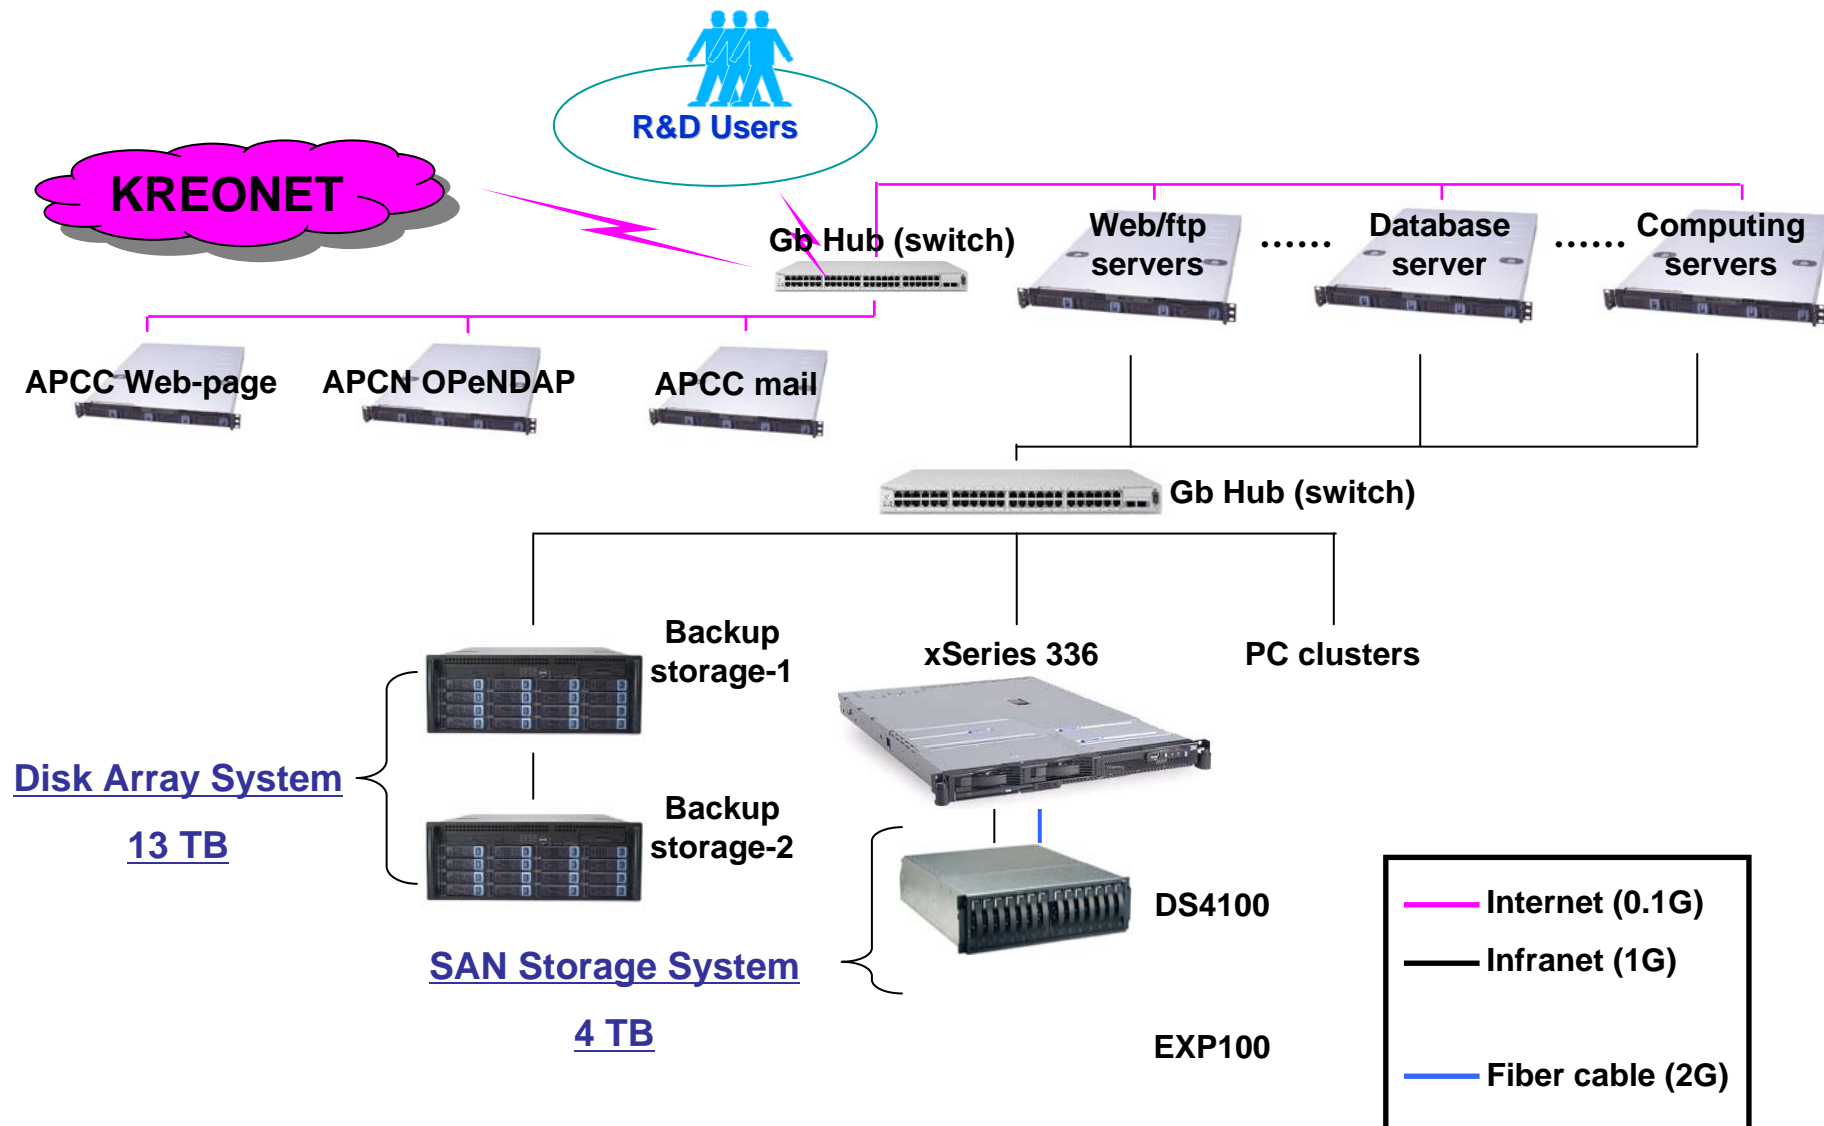 R&D Users
KREONET
Gb Hub (switch)
Web/ftp
servers
......
Database
server
......
Computing
servers
APCC Web-page
APCN OPeNDAP
APCC mail
Gb Hub (switch)
Backup
storage-1
xSeries 336
PC clusters
Disk Array System
13 TB
Backup
storage-2
DS4100
SAN Storage System
4 TB
EXP100
Internet (0.1G)
Infranet (1G)
Fiber cable (2G)